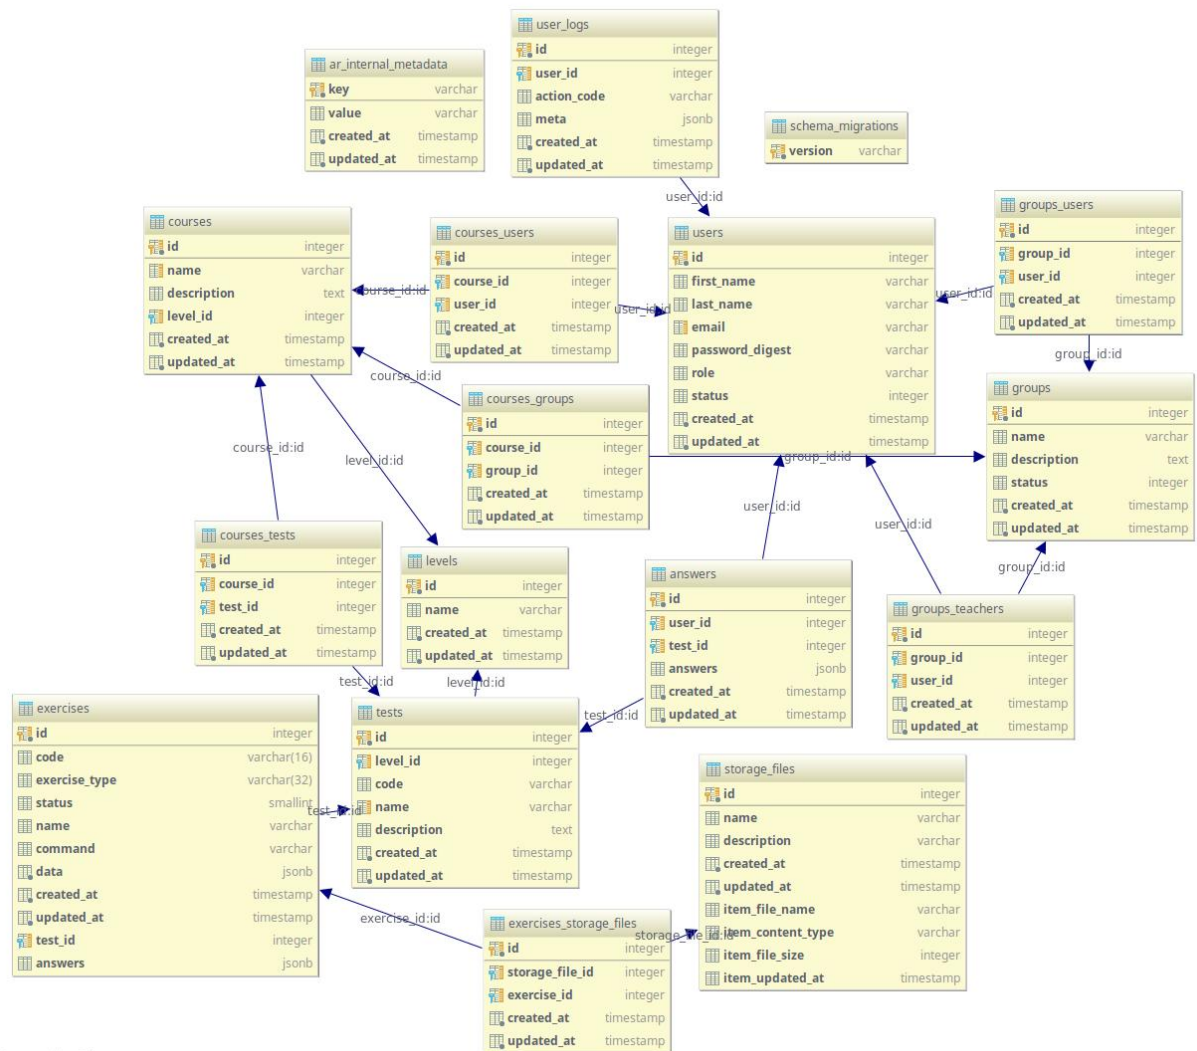 user_logs
id integer
user_id integer
action_code varchar
meta jsonb
created_at timestamp
updated_at timestamp
ar_internal_metadata
key varchar
value varchar
created_at timestamp
updated_at timestamp
schema_migrations
version varchar
user_id:id
courses
id integer
name varchar
description text
level_id integer
created_at timestamp
updated_at timestamp
courses_users
id integer
course_id integer
user_id integer
created_at timestamp
updated_at timestamp
course_id:id
user_id:id
users
id integer
first_name varchar
last_name varchar
email varchar
password_digest varchar
role varchar
status integer
created_at timestamp
updated_at timestamp
groups_users
id integer
group_id integer
user_id integer
created_at timestamp
updated_at timestamp
user_id:id
group_id:id
course_id:id
courses_groups
id integer
course_id integer
group_id integer
created_at timestamp
updated_at timestamp
group_id:id
groups
id integer
name varchar
description text
status integer
created_at timestamp
updated_at timestamp
course_id:id
level_id:id
user_id:id
user_id:id
group_id:id
courses_tests
id integer
course_id integer
test_id integer
created_at timestamp
updated_at timestamp
levels
id integer
name varchar
created_at timestamp
updated_at timestamp
answers
id integer
user_id integer
test_id integer
answers jsonb
created_at timestamp
updated_at timestamp
groups_teachers
id integer
group_id integer
user_id integer
created_at timestamp
updated_at timestamp
test_id:id
level_id:id
test_id:id
exercises
id integer
code varchar(16)
exercise_type varchar(32)
status smallint
name varchar
command varchar
data jsonb
created_at timestamp
updated_at timestamp
test_id integer
answers jsonb
test_id:id
tests
id integer
level_id integer
code varchar
name varchar
description text
created_at timestamp
updated_at timestamp
storage_files
id integer
name varchar
description varchar
created_at timestamp
updated_at timestamp
item_file_name varchar
item_content_type varchar
item_file_size integer
item_updated_at timestamp
exercise_id:id
storage_file_id:id
exercises_storage_files
id integer
storage_file_id integer
exercise_id integer
created_at timestamp
updated_at timestamp